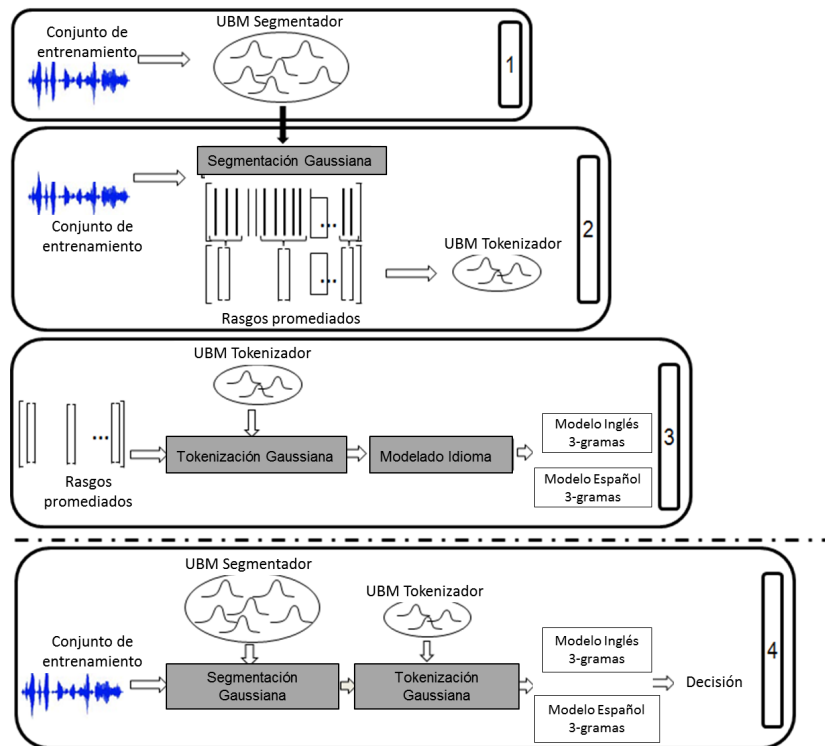 UBM Segmentador
Conjunto de
entrenamiento
1
Segmentación Gaussiana
Conjunto de
entrenamiento
...
...
UBM Tokenizador
Rasgos promediados
2
UBM Tokenizador
...
Rasgos
promediados
Tokenización Gaussiana
Modelado Idioma
Modelo Inglés
3-gramas
Modelo Español
3-gramas
3
UBM Segmentador
UBM Tokenizador
Conjunto de
entrenamiento
Segmentación
Gaussiana
Tokenización
Gaussiana
Modelo Inglés
3-gramas
Modelo Español
3-gramas
Decisión
4